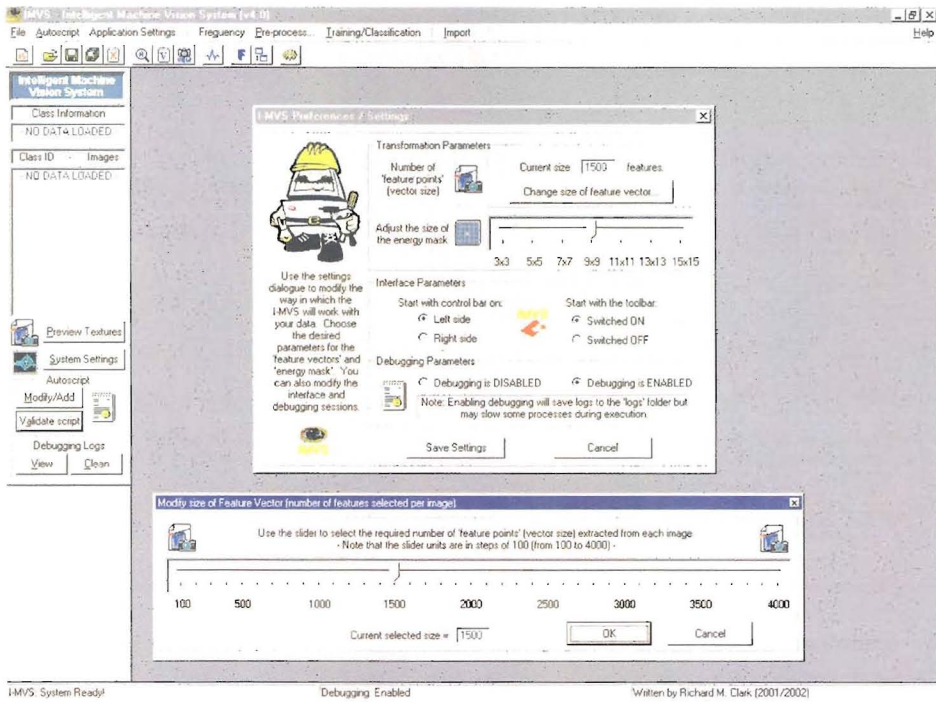 IMVS - Intelligent Machine Vision System (v4.0)
File Autoscript Application Settings Frequency Pre-process... Training/Classification Import Help
Intelligent Machine
Vision System
Class Information
- NO DATA LOADED
Class ID - Images
- NO DATA LOADED
Preview Textures
System Settings
Autoscript
Modify/Add
Validate script
Debugging Logs
View Clean
I-MVS Preferences / Settings
Use the settings
dialogue to modify the
way in which the
I-MVS will work with
your data. Choose
the desired
parameters for the
'feature vectors' and
'energy mask'. You
can also modify the
interface and
debugging sessions.
IMVS
Transformation Parameters
Number of
'feature points'
(vector size)
Current size 1500 features.
Change size of feature vector...
Adjust the size of
the energy mask
3x3 5x5 7x7 9x9 11x11 13x13 15x15
Interface Parameters
Start with control bar on:
Left side
Right side
Start with the toolbar:
Switched ON
Switched OFF
Debugging Parameters
Debugging is DISABLED
Debugging is ENABLED
Note: Enabling debugging will save logs to the 'logs' folder but
may slow some processes during execution
Save Settings Cancel
Modify size of Feature Vector (number of features selected per image)
Use the slider to select the required number of 'feature points' (vector size) extracted from each image
- Note that the slider units are in steps of 100 (from 100 to 4000) -
100 500 1000 1500 2000 2500 3000 3500 4000
Current selected size = 1500
OK Cancel
I-MVS: System Ready!
Debugging Enabled
Written by Richard M. Clark (2001/2002)